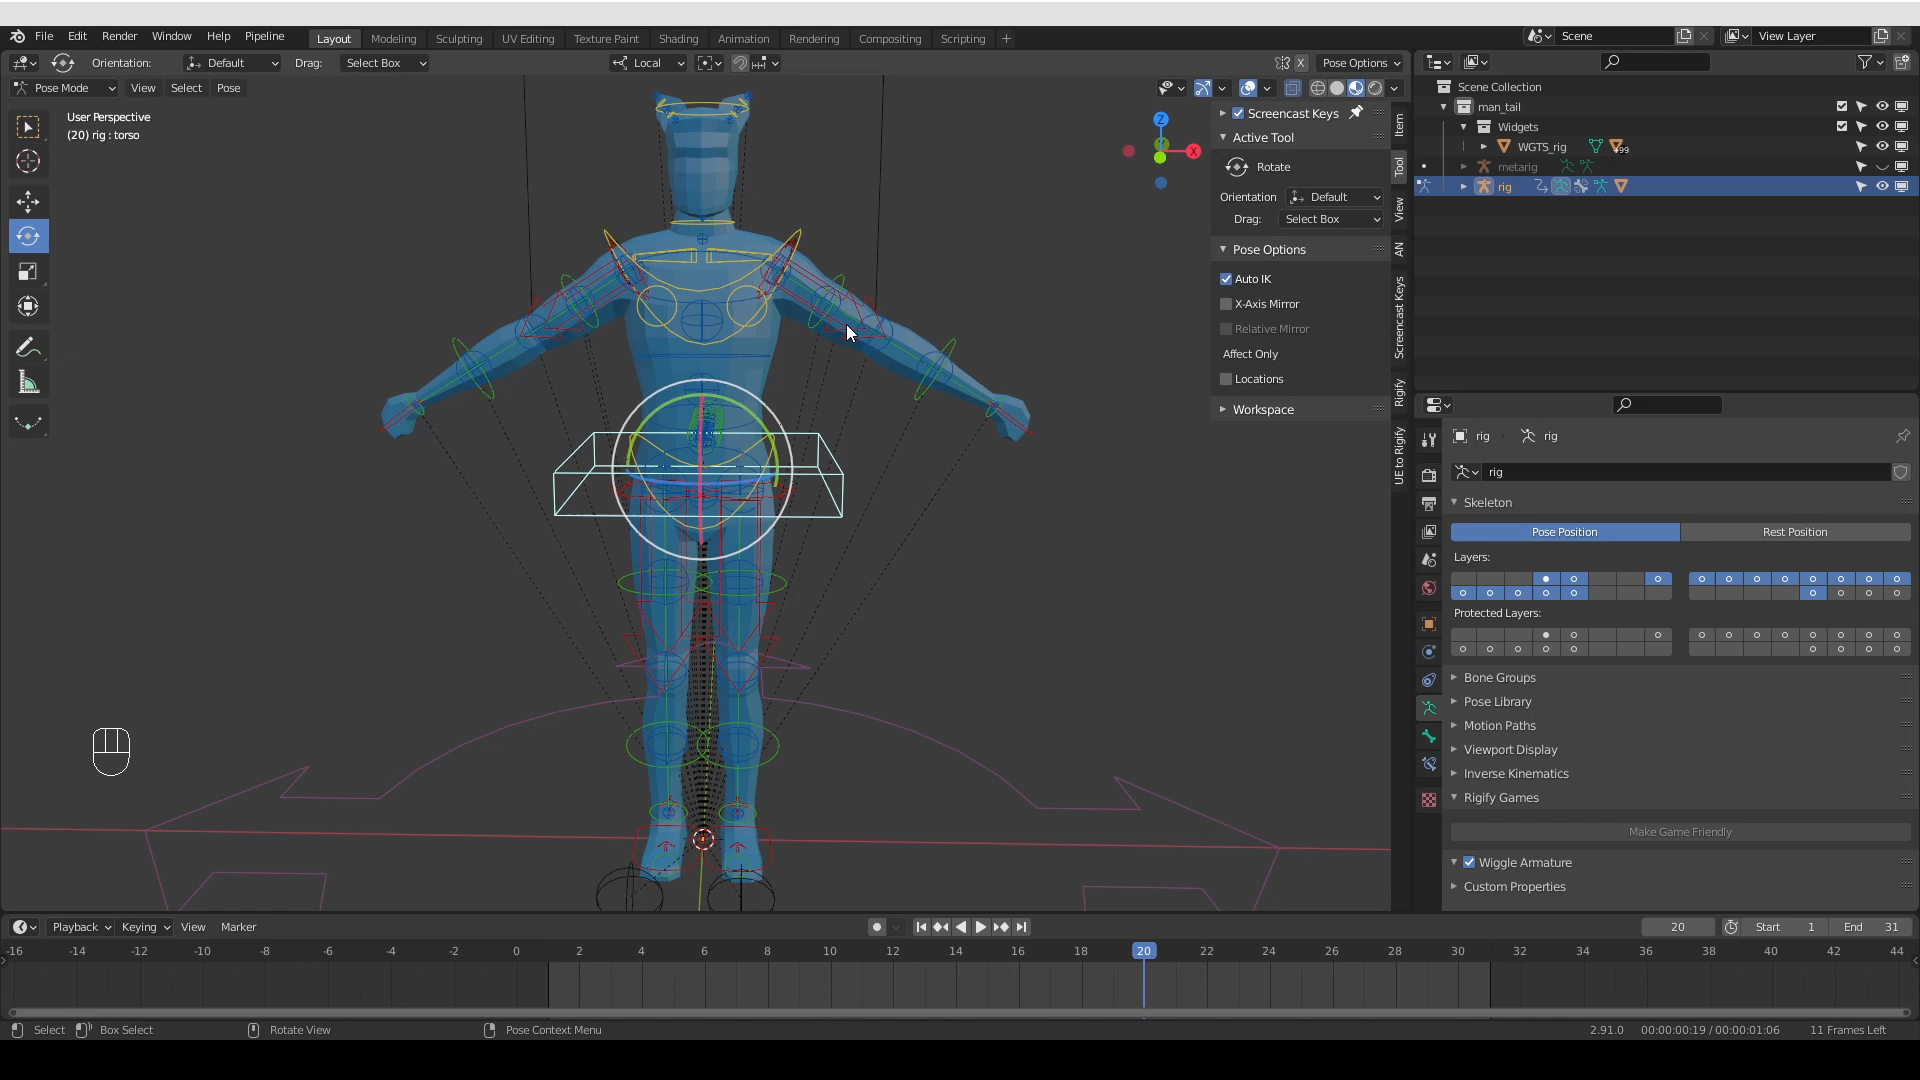 File Edit Render Window Help Pipeline Layout Modeling Sculpting UV Editing Texture Paint Shading Animation Rendering Compositing Scripting + Scene View Layer
Orientation: Default Drag: Select Box Local X Pose Options
Pose Mode View Select Pose
User Perspective
(20) rig : torso
Z
X
Screencast Keys
Active Tool
Rotate
Orientation Default
Drag: Select Box
Pose Options
Auto IK
X-Axis Mirror
Relative Mirror
Affect Only
Locations
Workspace
Item
Tool
View
AN
Screencast Keys
Rigify
UE to Rigify
Scene Collection
man_tail
Widgets
WGTS_rig +99
metarig
rig
rig rig
rig
Skeleton
Pose Position Rest Position
Layers:
Protected Layers:
Bone Groups
Pose Library
Motion Paths
Viewport Display
Inverse Kinematics
Rigify Games
Make Game Friendly
Wiggle Armature
Custom Properties
Playback Keying View Marker 20 Start 1 End 31
-16 -14 -12 -10 -8 -6 -4 -2 0 2 4 6 8 10 12 14 16 18 20 22 24 26 28 30 32 34 36 38 40 42 44
Select Box Select Rotate View Pose Context Menu 2.91.0 00:00:00:19 / 00:00:01:06 11 Frames Left